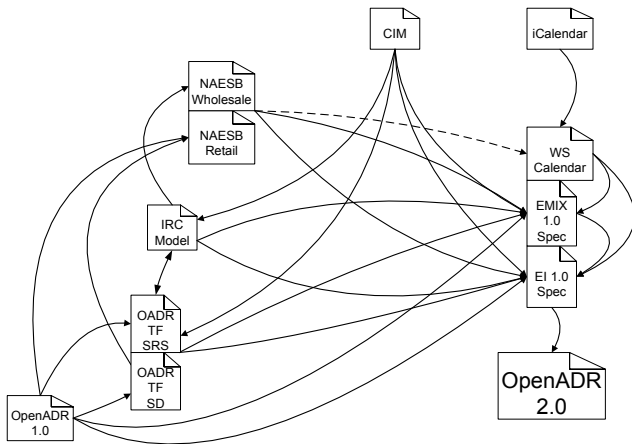 CIM
iCalendar
NAESB
Wholesale
NAESB
Retail
WS
Calendar
EMIX
1.0
Spec
IRC
Model
EI 1.0
Spec
OADR
TF
SRS
OADR
TF
SD
OpenADR
2.0
OpenADR
1.0